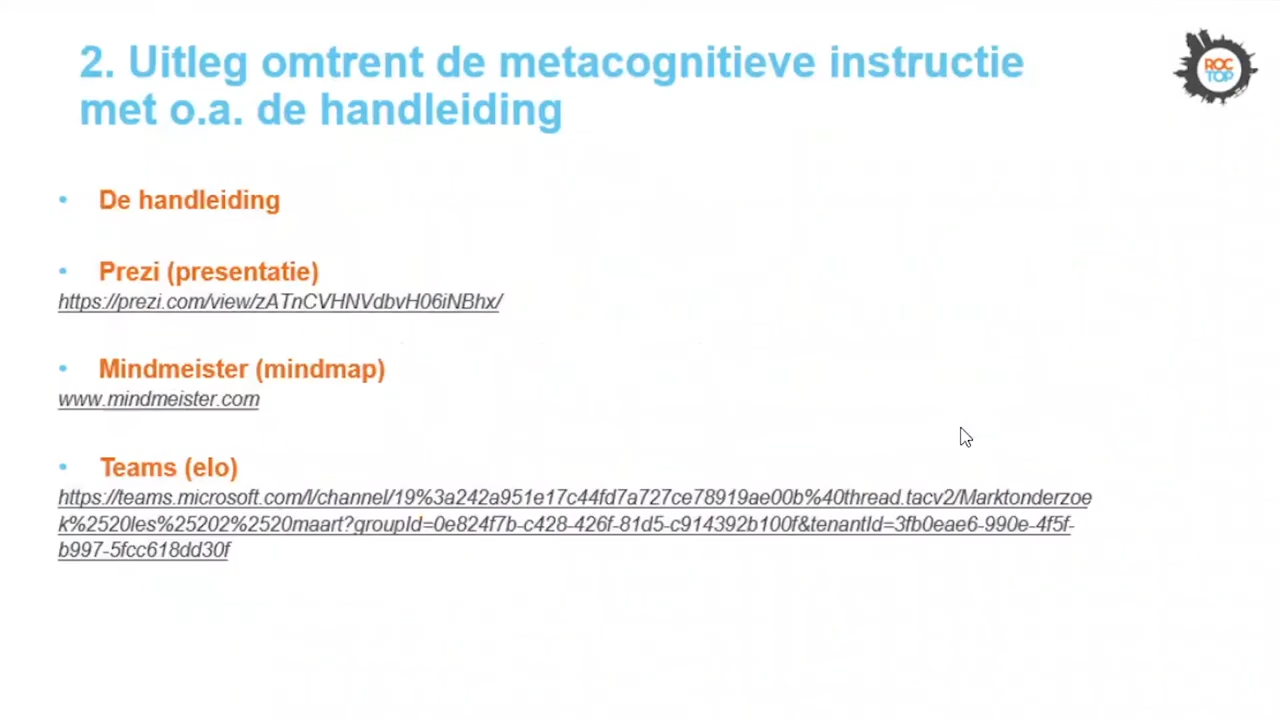 2. Uitleg omtrent de metacognitieve instructie
met o.a. de handleiding
ROC
TOP
• De handleiding
• Prezi (presentatie)
https://prezi.com/view/zATnCVHNVdbvH06iNBhx/
• Mindmeister (mindmap)
www.mindmeister.com
• Teams (elo)
https://teams.microsoft.com/l/channel/19%3a242a951e17c44fd7a727ce78919ae00b%40thread.tacv2/Marktonderzoe
k%2520les%25202%2520maart?groupId=0e824f7b-c428-426f-81d5-c914392b100f&tenantId=3fb0eae6-990e-4f5f-
b997-5fcc618dd30f